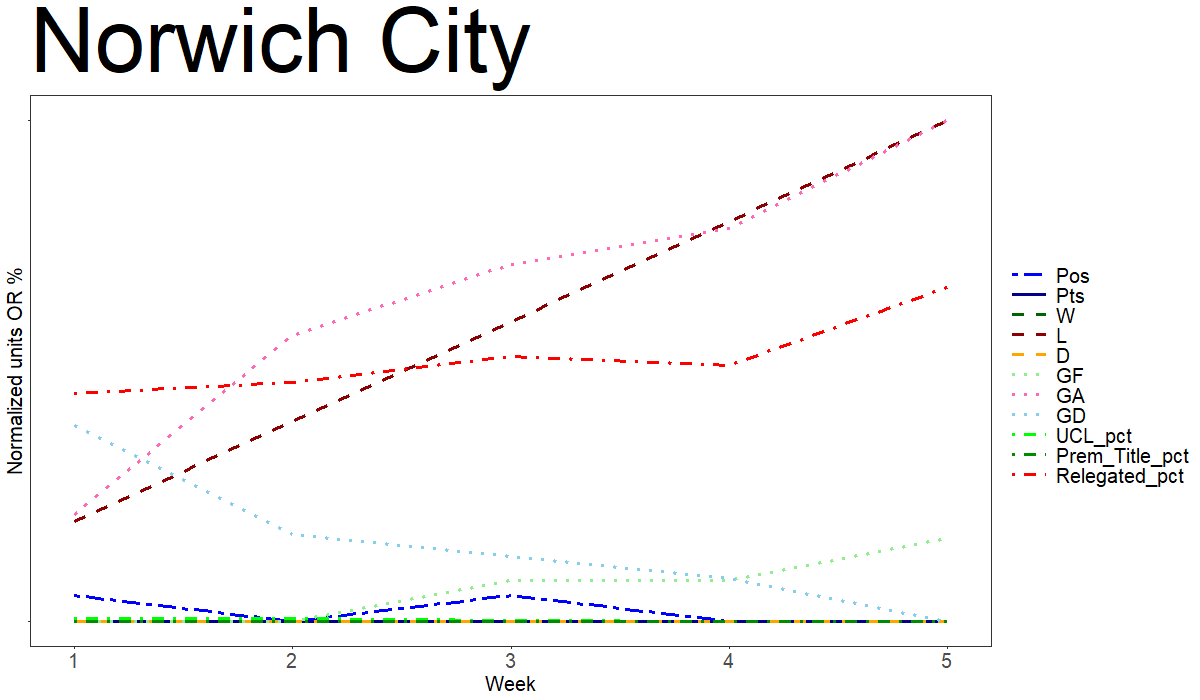 Norwich City
Normalized units OR %
Pos
Pts
W
L
D
GF
GA
GD
UCL_pct
Prem_Title_pct
Relegated_pct
1 2 3 4 5
Week